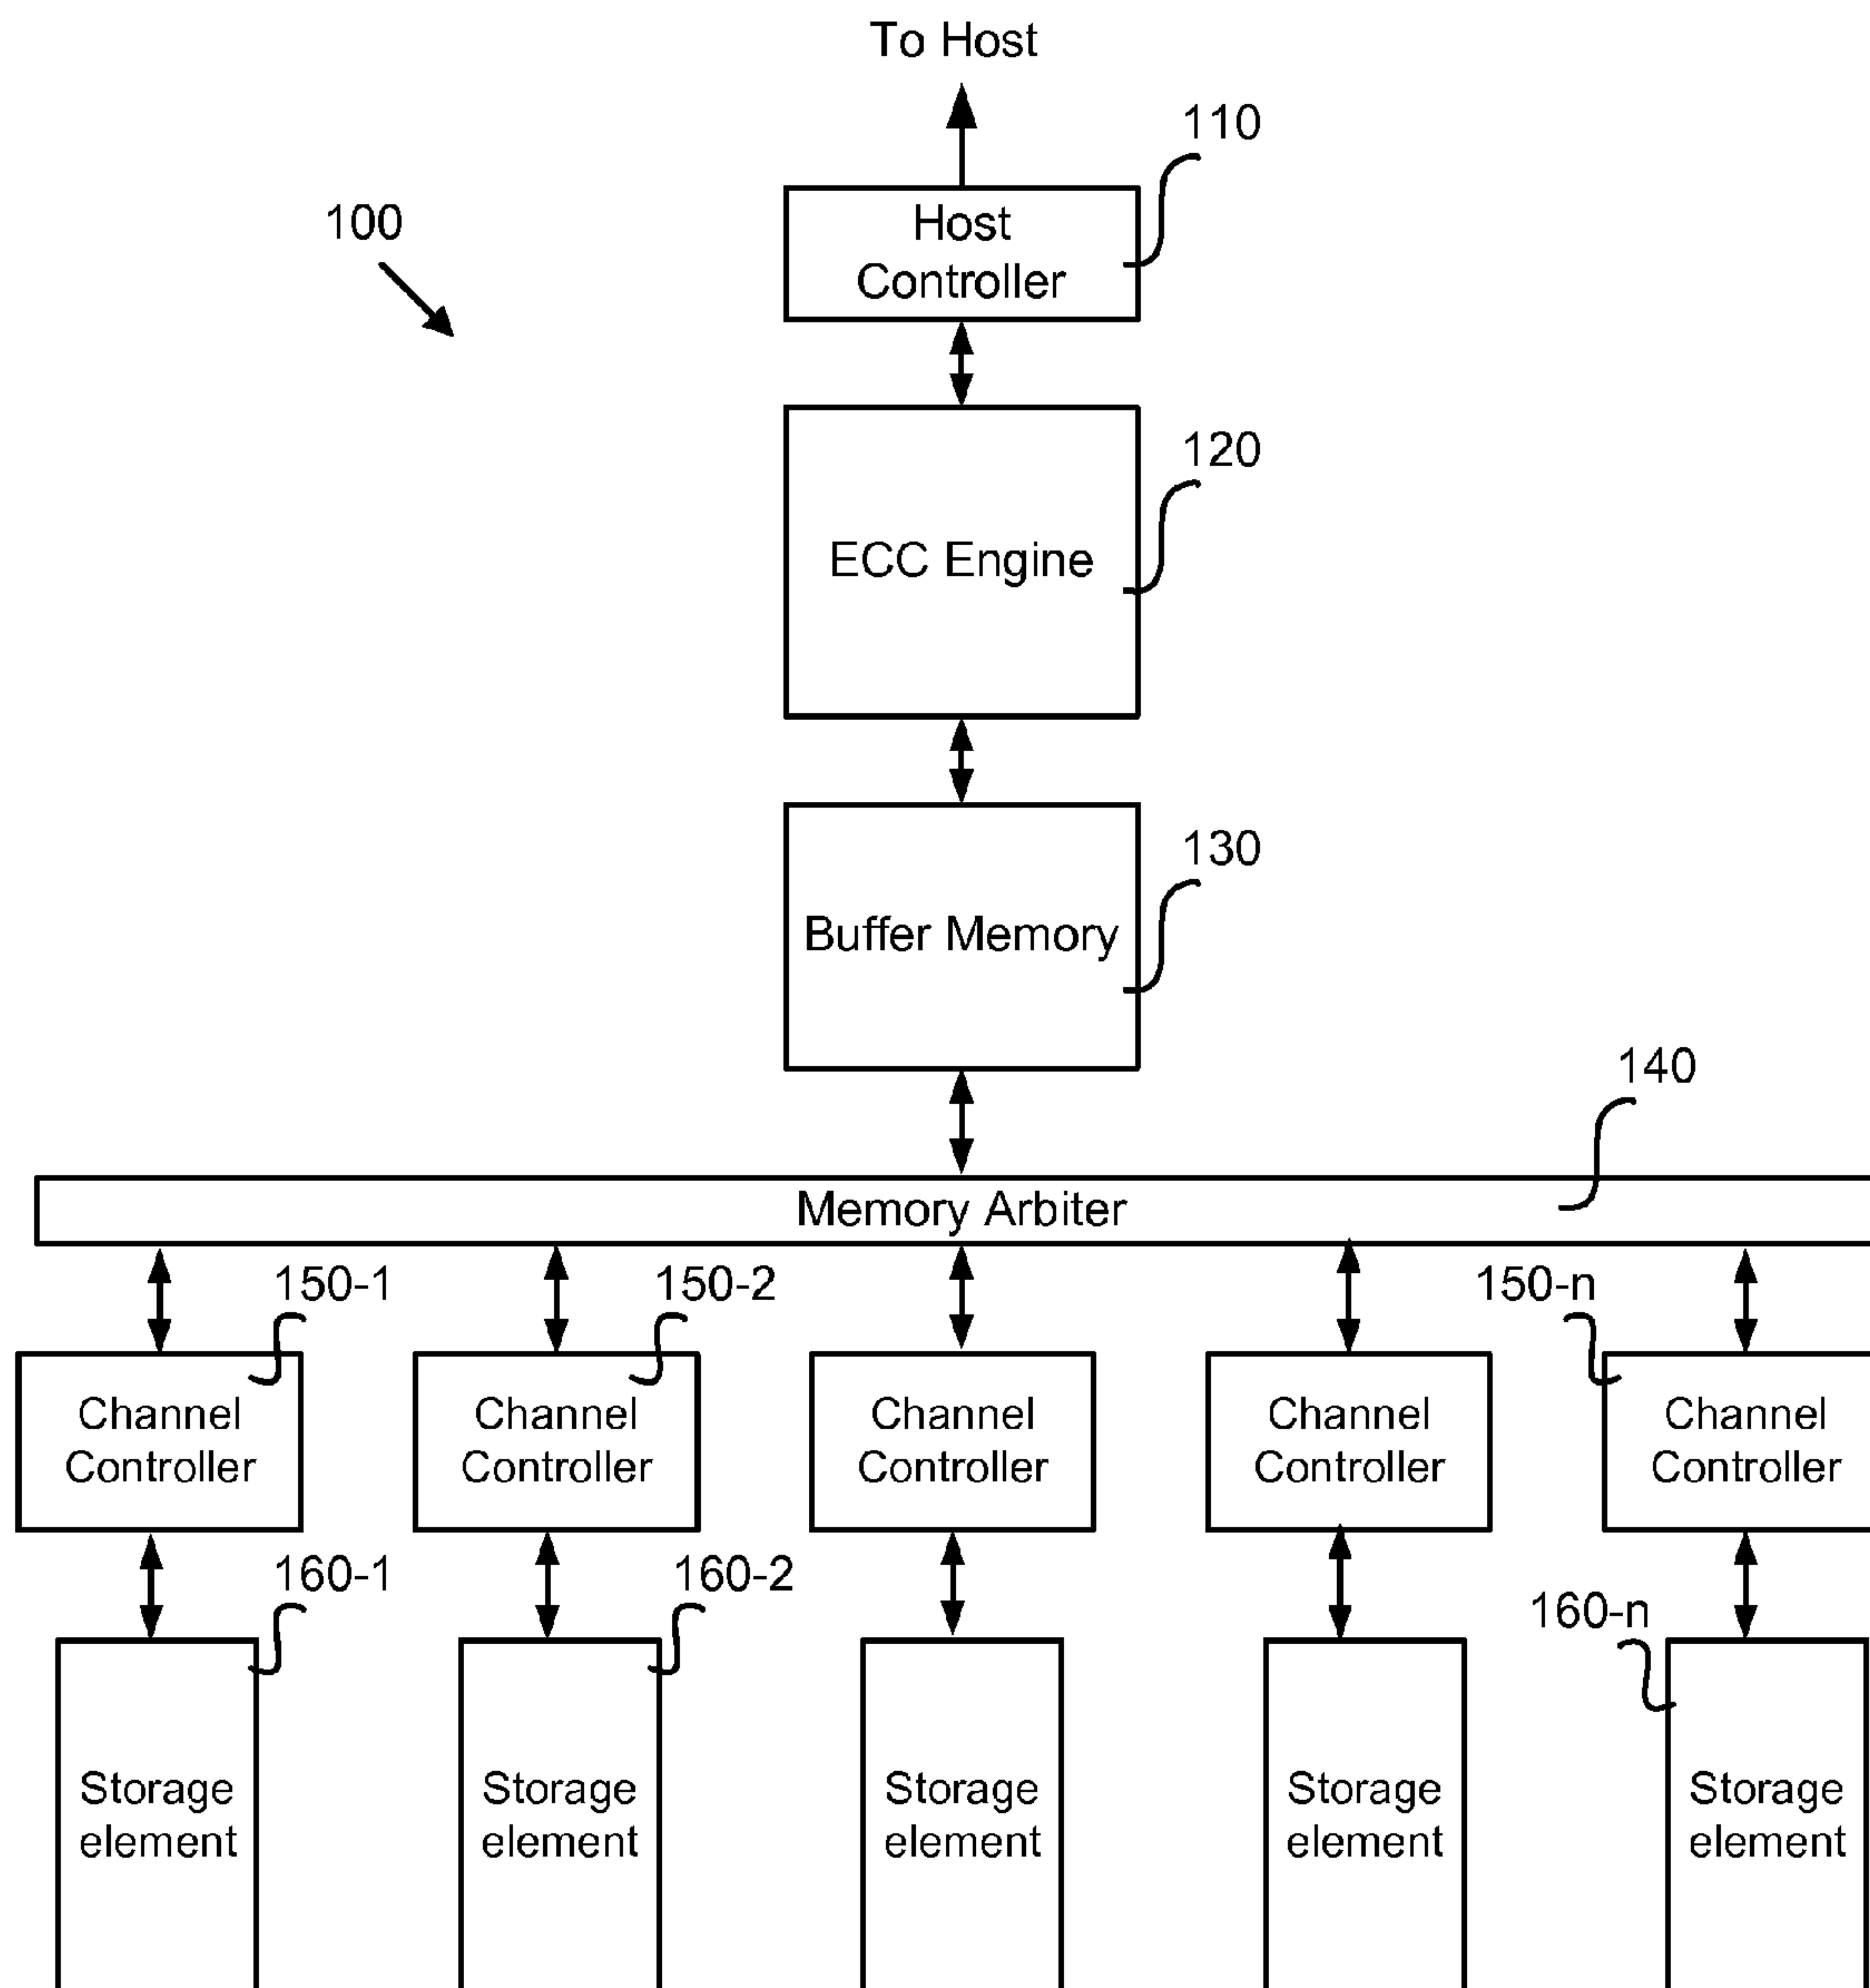 To Host
110
100
Host
Controller
120
ECC Engine
130
Buffer Memory
140
Memory Arbiter
150-1
150-2
150-n
Channel
Controller
Channel
Controller
Channel
Controller
Channel
Controller
Channel
Controller
160-1
160-2
160-n
Storage
element
Storage
element
Storage
element
Storage
element
Storage
element